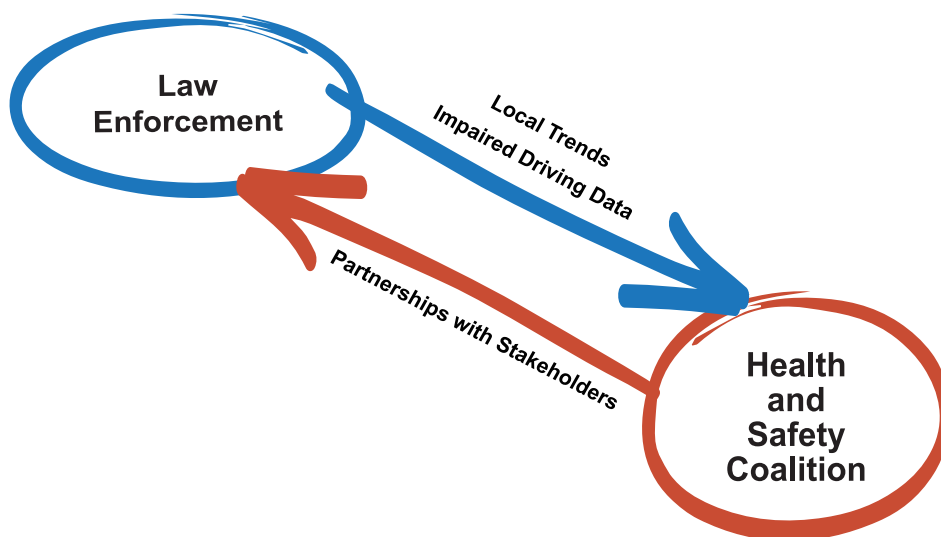 Law
Enforcement
Local Trends
Impaired Driving Data
Partnerships with Stakeholders
Health
and
Safety
Coalition